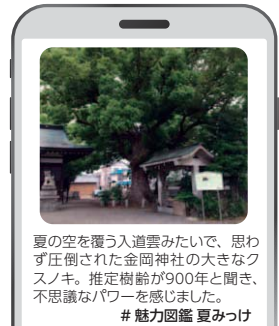 夏の空を覆う入道雲みたいで、思わ
ず圧倒された金岡神社の大きなク
スノキ。推定樹齢が900年と聞き、
不思議なパワーを感じました。
# 魅力図鑑 夏みっけ